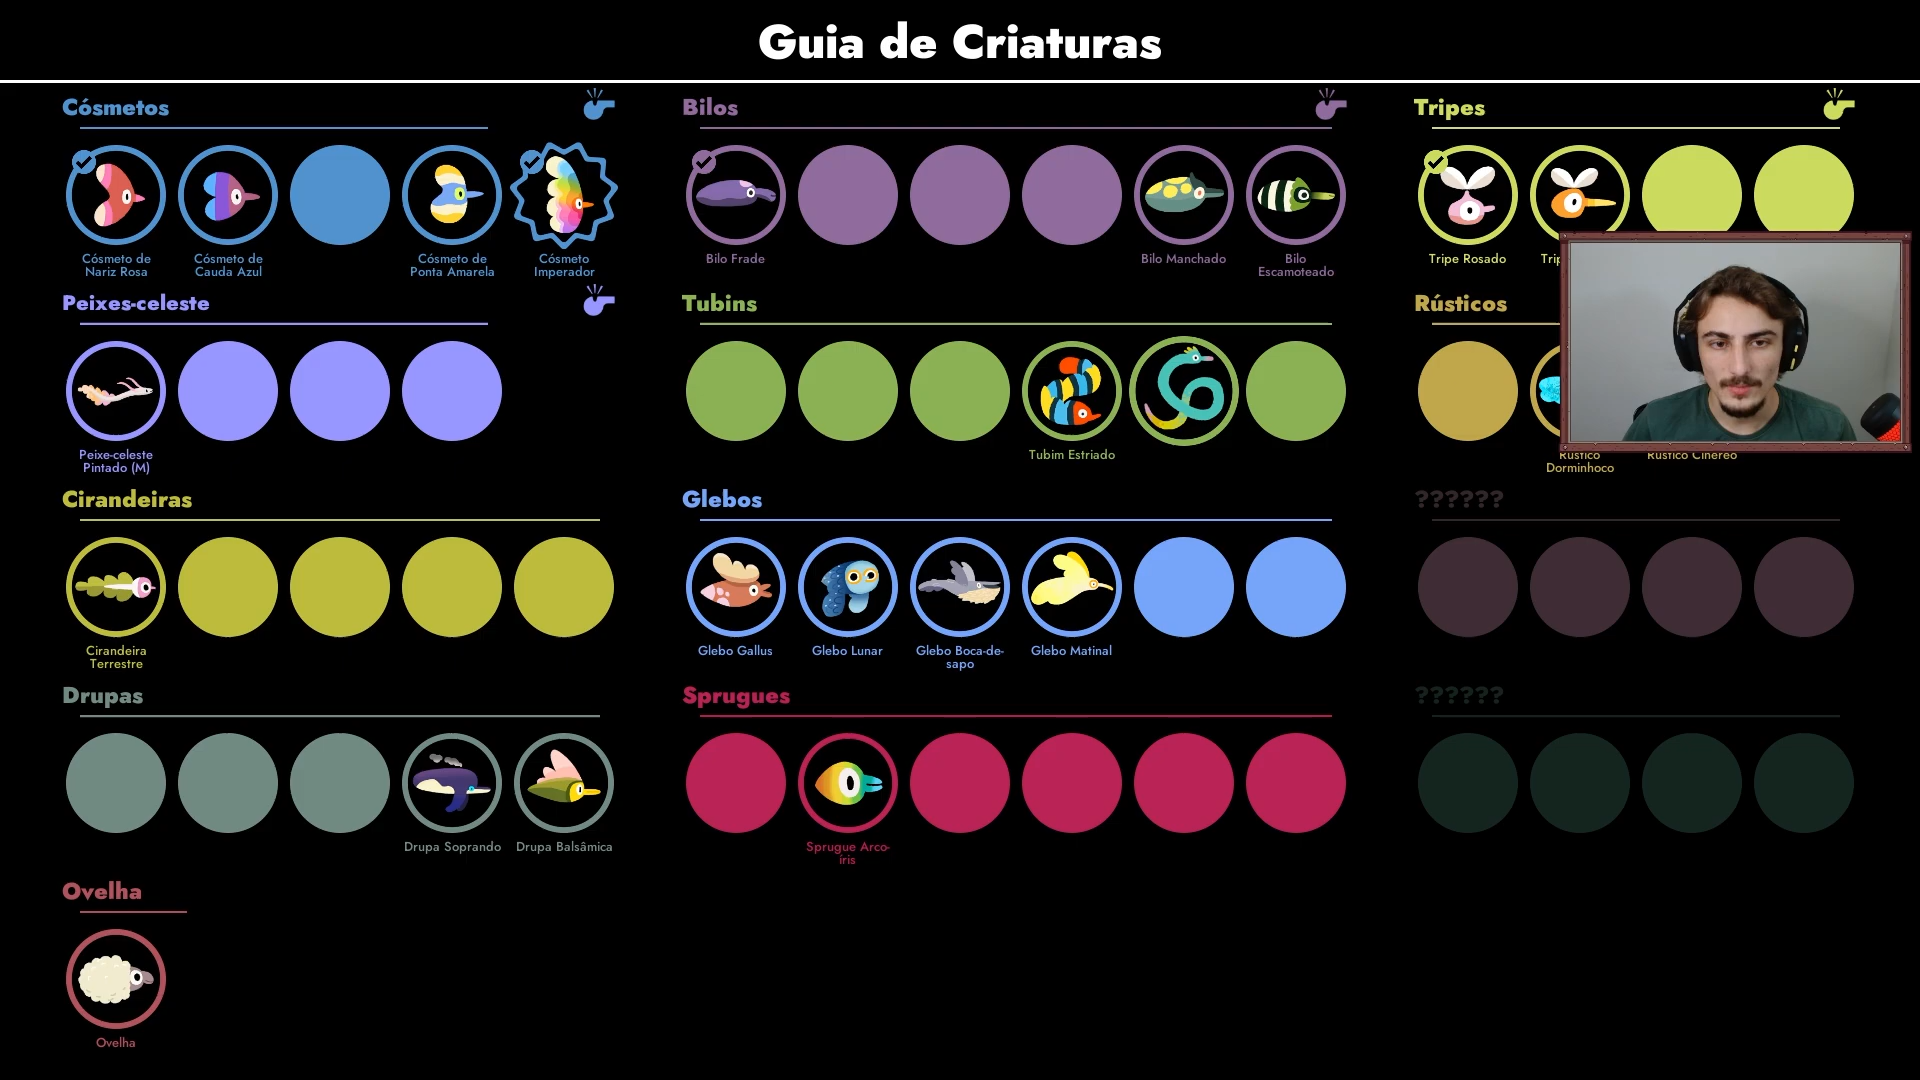 Guia de Criaturas
Cósmetos
Cósmeto de
Nariz Rosa
Cósmeto de
Cauda Azul
Cósmeto de
Ponta Amarela
Cósmeto
Imperador
Bilos
Bilo Frade
Bilo Manchado
Bilo
Escamoteado
Tripes
Tripe Rosado
Peixes-celeste
Peixe-celeste
Pintado (M)
Tubins
Tubim Estriado
Rústicos
Rústico
Dorminhoco
Rústico Cinéreo
Cirandeiras
Cirandeira
Terrestre
Glebos
Glebo Gallus
Glebo Lunar
Glebo Boca-de-
sapo
Glebo Matinal
??????
Drupas
Drupa Soprando
Drupa Balsâmica
Sprugues
Sprugue Arco-
íris
??????
Ovelha
Ovelha